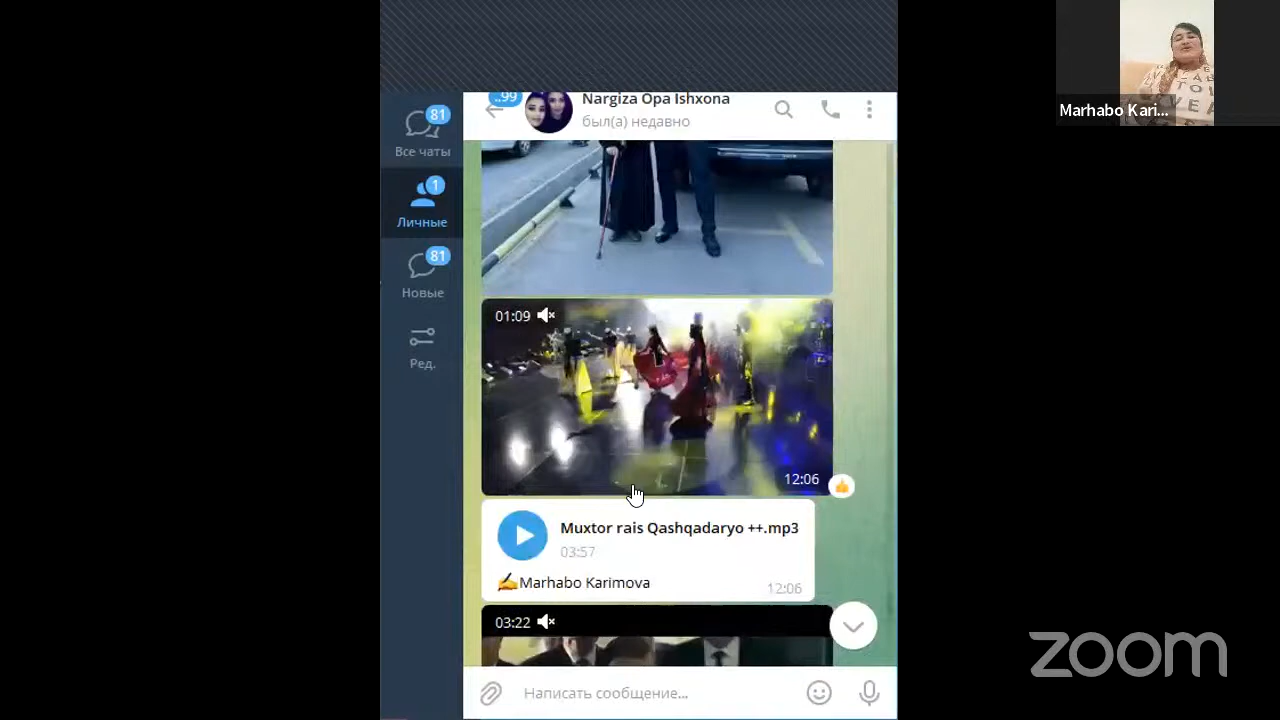 ..99
Nargiza Opa Ishxona
был(а) недавно
Marhabo Kari...
81
Все чаты
1
Личные
81
Новые
Ред.
01:09
12:06
Muxtor rais Qashqadaryo ++.mp3
03:57
✍Marhabo Karimova
12:06
03:22
Написать сообщение...
zoom